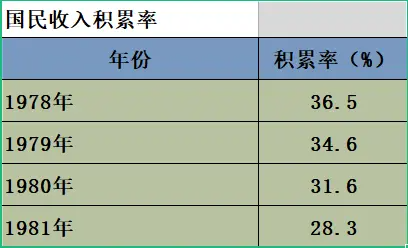 国民收入积累率
年份 积累率（%）
1978年 36.5
1979年 34.6
1980年 31.6
1981年 28.3